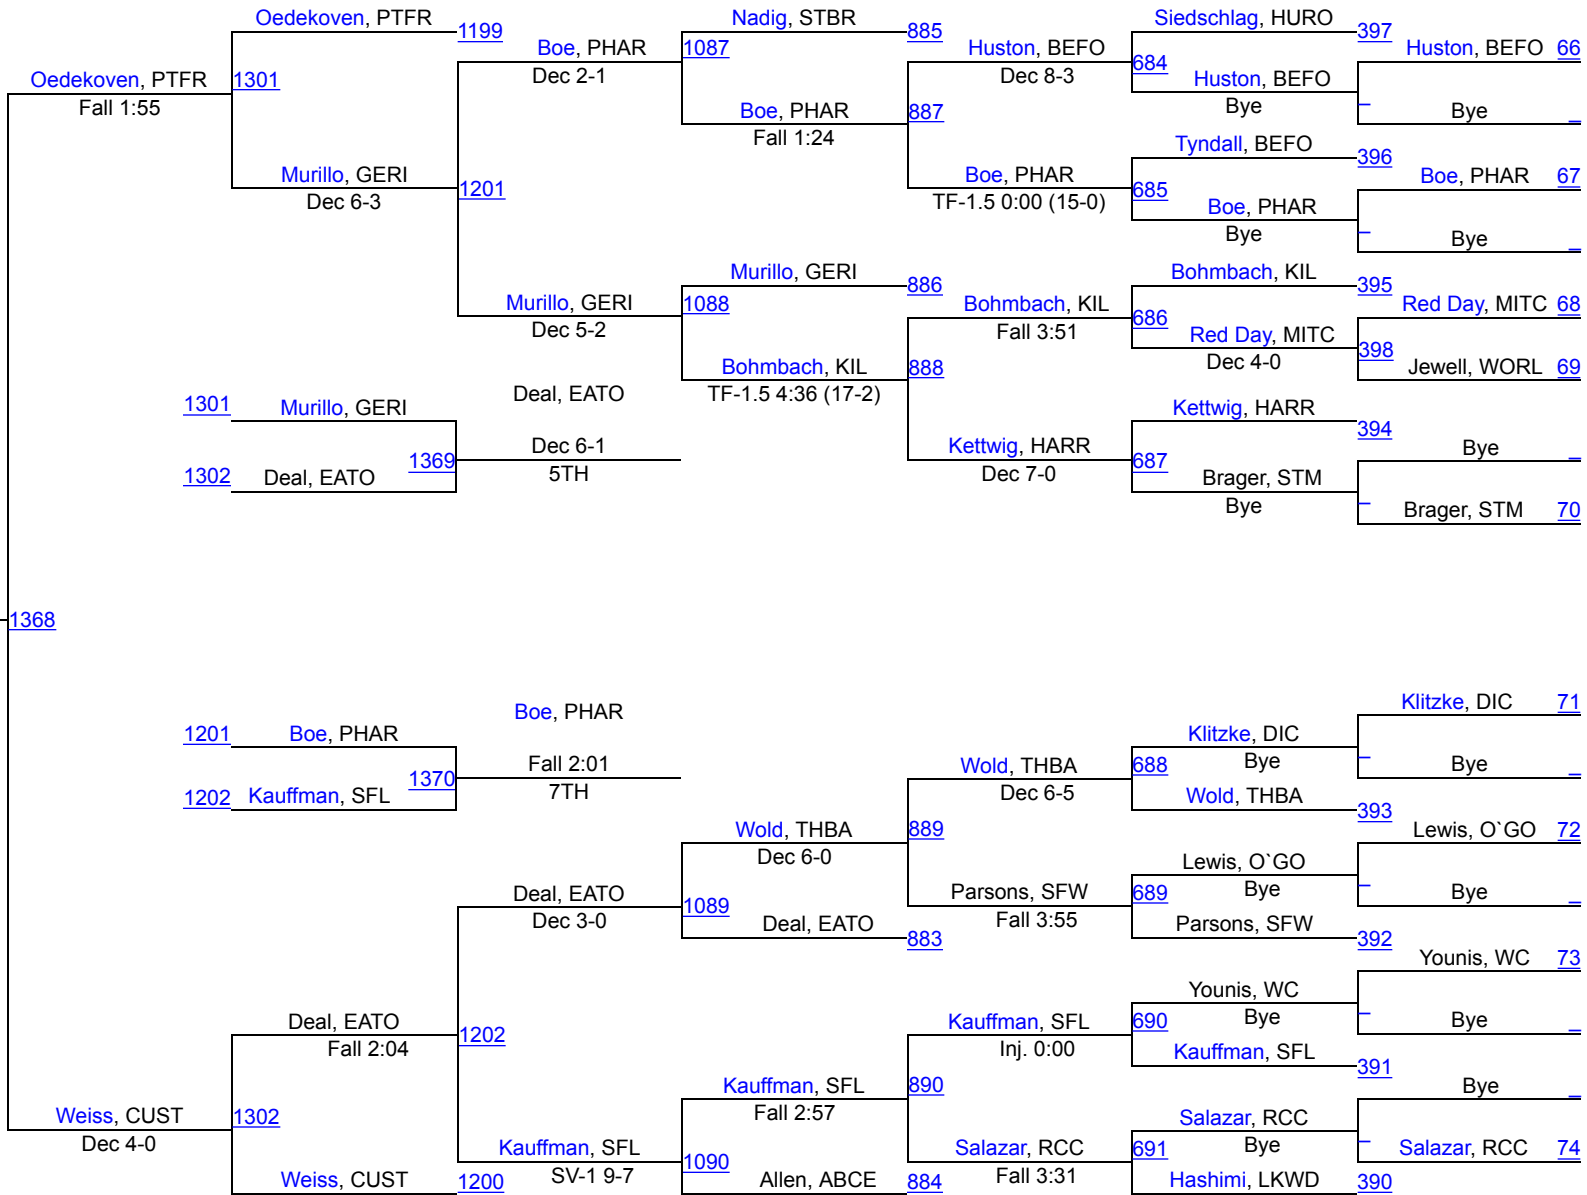 Oedekoven, PTFR
1199
Nadig, STBR
885
Siedschlag, HURO
397
Boe, PHAR
1087
Dec 2-1
Huston, BEFO
Dec 8-3
684
Huston, BEFO
66
Oedekoven, PTFR
1301
Fall 1:55
Huston, BEFO
Bye
–
Bye
_
Boe, PHAR
887
Fall 1:24
Tyndall, BEFO
396
Murillo, GERI
1201
Dec 6-3
Boe, PHAR
685
TF-1.5 0:00 (15-0)
Boe, PHAR
67
Boe, PHAR
Bye
–
Bye
_
Murillo, GERI
886
Bohmbach, KIL
395
Murillo, GERI
1088
Dec 5-2
Bohmbach, KIL
686
Fall 3:51
Red Day, MITC
68
Red Day, MITC
398
Dec 4-0
Bohmbach, KIL
888
TF-1.5 4:36 (17-2)
Jewell, WORL
69
Deal, EATO
1301
Murillo, GERI
Kettwig, HARR
394
Dec 6-1
5TH
1369
Kettwig, HARR
687
Dec 7-0
Bye
_
1302
Deal, EATO
Brager, STM
Bye
–
Brager, STM
70
1368
Boe, PHAR
Klitzke, DIC
71
1201
Boe, PHAR
Klitzke, DIC
Bye
–
Fall 2:01
7TH
1370
Wold, THBA
688
Dec 6-5
Bye
_
1202
Kauffman, SFL
Wold, THBA
393
Wold, THBA
889
Dec 6-0
Lewis, O`GO
72
Lewis, O`GO
Bye
–
Deal, EATO
1089
Dec 3-0
Parsons, SFW
689
Fall 3:55
Bye
_
Deal, EATO
883
Parsons, SFW
392
Younis, WC
73
Younis, WC
Bye
–
Deal, EATO
1202
Fall 2:04
Kauffman, SFL
690
Inj. 0:00
Bye
_
Kauffman, SFL
391
Kauffman, SFL
890
Fall 2:57
Bye
_
Weiss, CUST
1302
Dec 4-0
Salazar, RCC
Bye
–
Kauffman, SFL
1090
SV-1 9-7
Salazar, RCC
691
Fall 3:31
Salazar, RCC
74
Weiss, CUST
1200
Allen, ABCE
884
Hashimi, LKWD
390